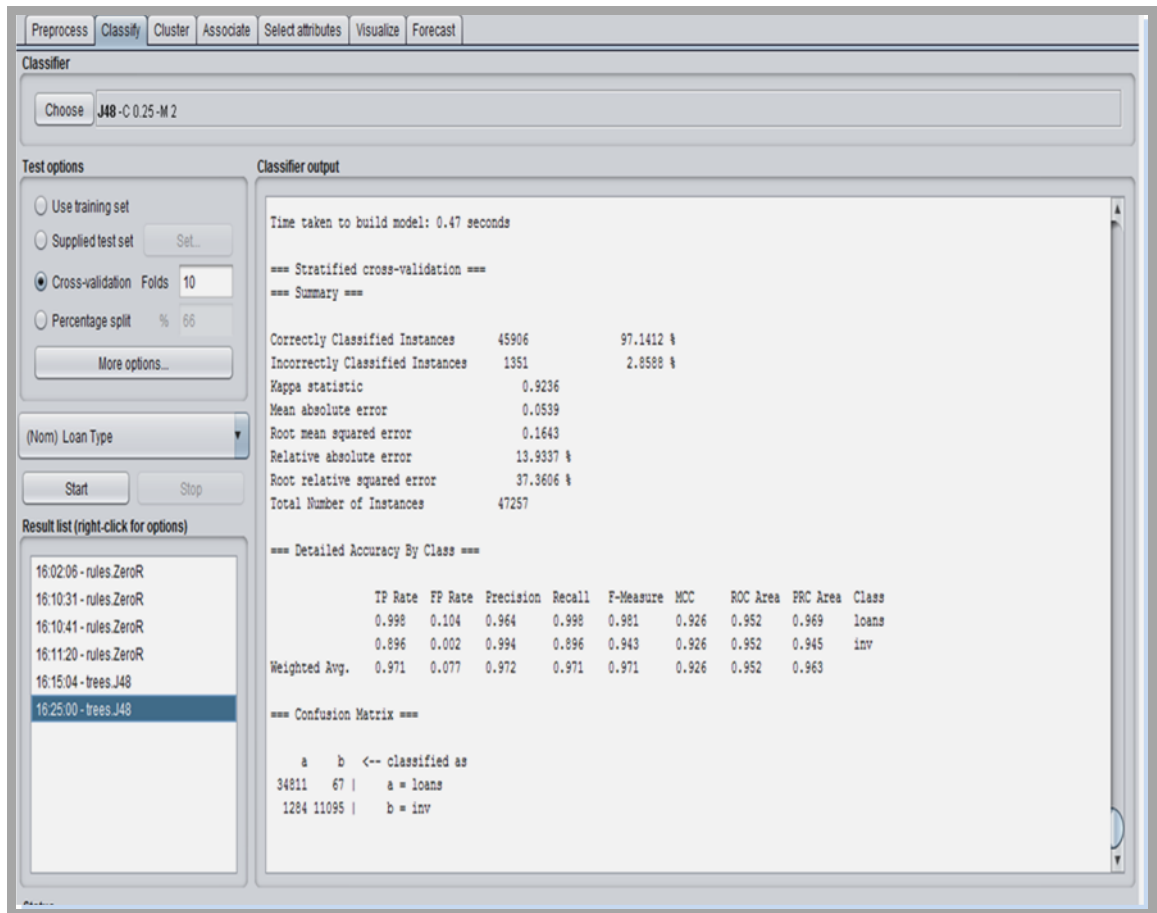 Preprocess Classify Cluster Associate Select attributes Visualize Forecast
Classifier
Choose J48 -C 0.25 -M 2
Test options
Use training set
Supplied test set Set...
Cross-validation Folds 10
Percentage split % 66
More options...
(Nom) Loan Type
Start Stop
Result list (right-click for options)
16:02:06 - rules.ZeroR
16:10:31 - rules.ZeroR
16:10:41 - rules.ZeroR
16:11:20 - rules.ZeroR
16:15:04 - trees.J48
16:25:00 - trees.J48
Classifier output
Time taken to build model: 0.47 seconds
=== Stratified cross-validation ===
=== Summary ===
Correctly Classified Instances 45906 97.1412 %
Incorrectly Classified Instances 1351 2.8588 %
Kappa statistic 0.9236
Mean absolute error 0.0539
Root mean squared error 0.1643
Relative absolute error 13.9337 %
Root relative squared error 37.3606 %
Total Number of Instances 47257
=== Detailed Accuracy By Class ===
TP Rate FP Rate Precision Recall F-Measure MCC ROC Area PRC Area Class
0.998 0.104 0.964 0.998 0.981 0.926 0.952 0.969 loans
0.896 0.002 0.994 0.896 0.943 0.926 0.952 0.945 inv
Weighted Avg. 0.971 0.077 0.972 0.971 0.971 0.926 0.952 0.963
=== Confusion Matrix ===
a b <-- classified as
34811 67 | a = loans
1284 11095 | b = inv